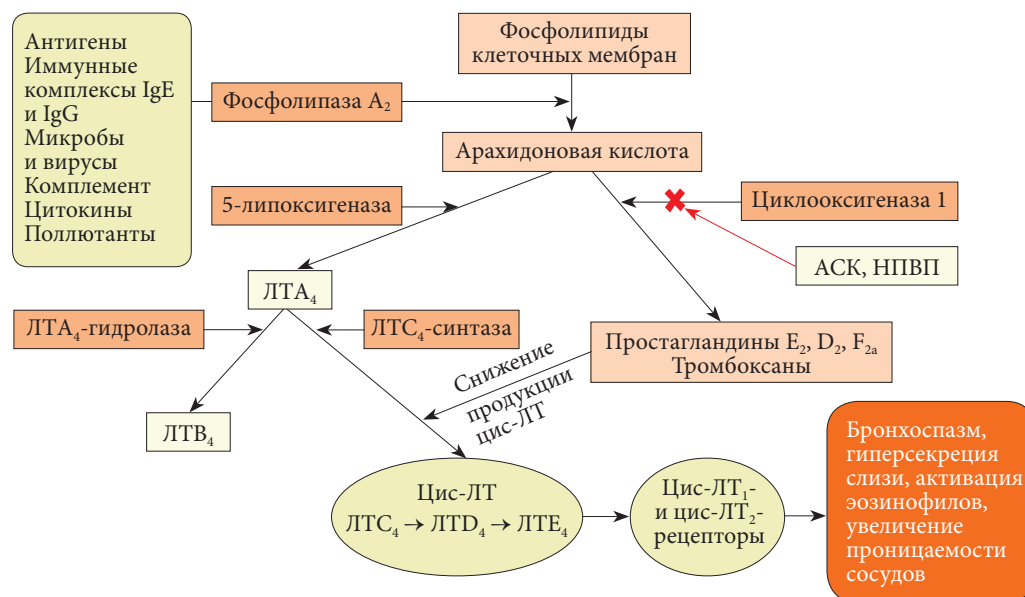 Антигены
Иммунные
комплексы IgE
и IgG
Микробы
и вирусы
Комплемент
Цитокины
Поллютанты
Фосфолипиды
клеточных мембран
Фосфолипаза A₂
Арахидоновая кислота
5-липоксигеназа
Циклооксигеназа 1
АСК, НПВП
ЛТА₄
ЛТА₄-гидролаза
ЛТС₄-синтаза
Простагландины E₂, D₂, F₂ₐ
Тромбоксаны
Снижение
продукции
цис-ЛТ
ЛТВ₄
Цис-ЛТ
ЛТС₄ → ЛТD₄ → ЛТЕ₄
Цис-ЛТ₁-
и цис-ЛТ₂-
рецепторы
Бронхоспазм,
гиперсекреция
слизи, активация
эозинофилов,
увеличение
проницаемости
сосудов